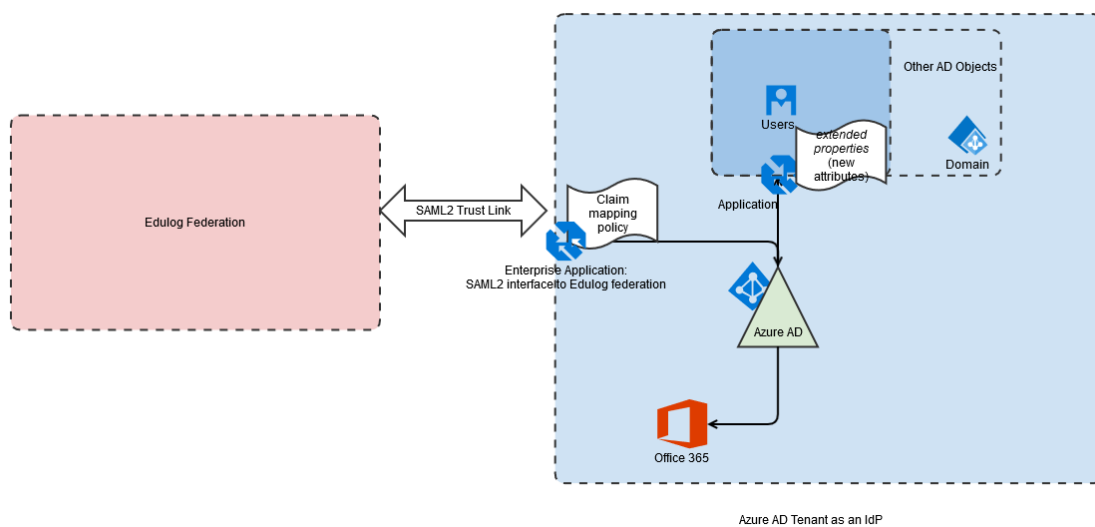 Other AD Objects
Users
extended
properties
(new
attributes)
Domain
Application
Edulog Federation
SAML2 Trust Link
Claim
mapping
policy
Enterprise Application:
SAML2 interfaceto Edulog federation
Azure AD
Office 365
Azure AD Tenant as an IdP